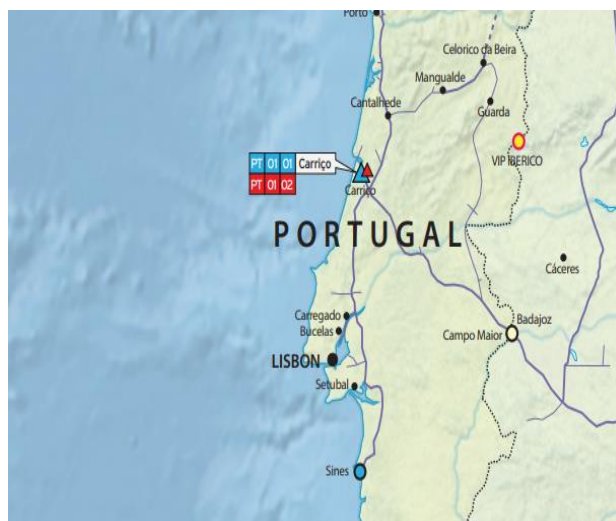 Porto
Celorico da Beira
Mangualde
Cantalhede
Guarda
VIP IBERICO
PT 01 01 Carriço
PT 01 02
Carriço
PORTUGAL
Cáceres
Carregado
Bucelas
Badajoz
Campo Maior
LISBON
Setubal
Sines